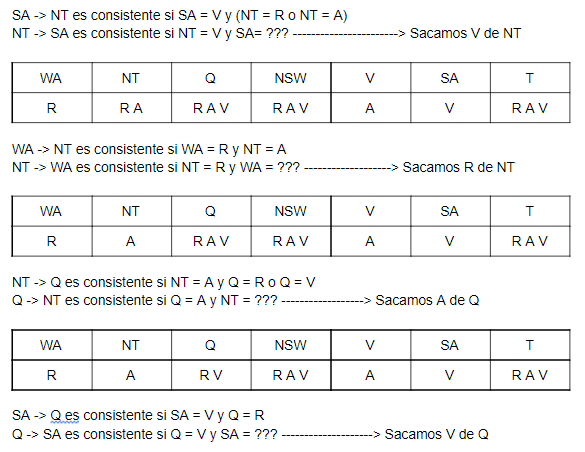 SA -> NT es consistente si SA = V y (NT = R o NT = A)
NT -> SA es consistente si NT = V y SA= ??? -----------------------> Sacamos V de NT
WA NT Q NSW V SA T
R R A R A V R A V A V R A V
WA -> NT es consistente si WA = R y NT = A
NT -> WA es consistente si NT = R y WA = ??? -------------------> Sacamos R de NT
WA NT Q NSW V SA T
R A R A V R A V A V R A V
NT -> Q es consistente si NT = A y Q = R o Q = V
Q -> NT es consistente si Q = A y NT = ??? ------------------> Sacamos A de Q
WA NT Q NSW V SA T
R A R V R A V A V R A V
SA -> Q es consistente si SA = V y Q = R
Q -> SA es consistente si Q = V y SA = ??? --------------------> Sacamos V de Q